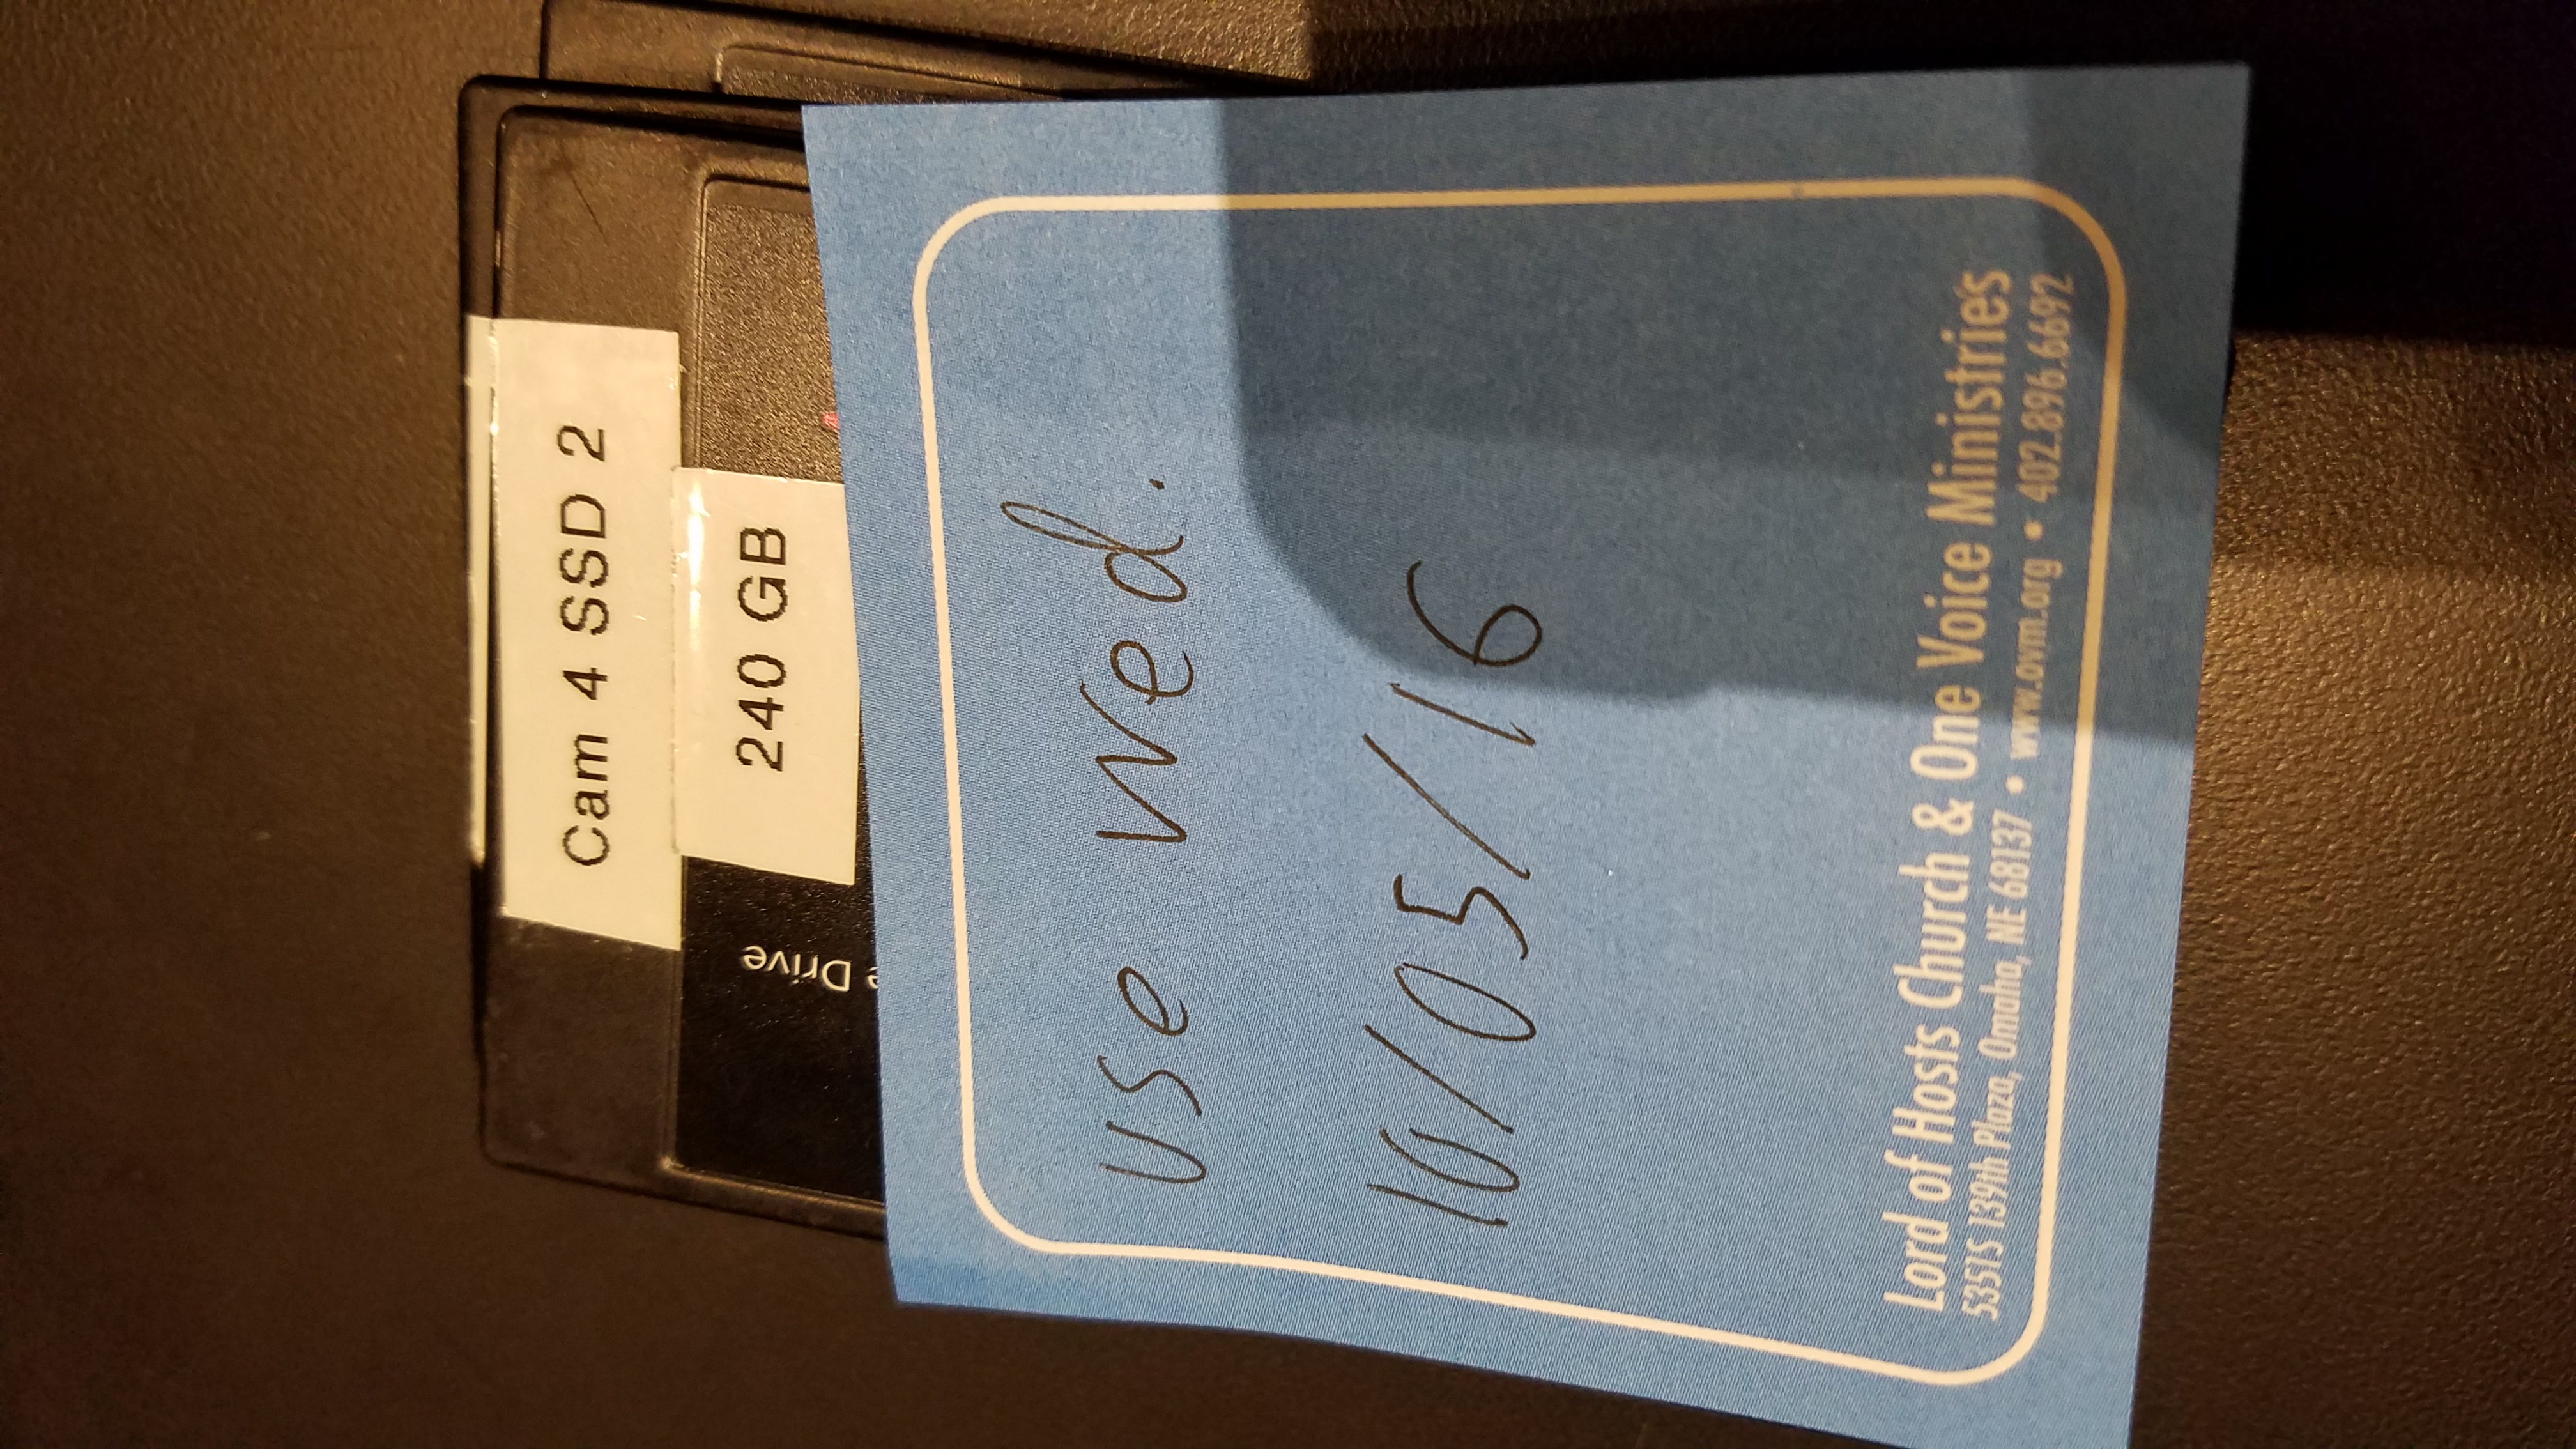 Cam 4 SSD 2
240 GB
e Drive
use Wed.
10/05/16
Lord of Hosts Church & One Voice Ministries
5351 S 139th Plaza, Omaha, NE 68137 • www.ovm.org • 402.896.6692